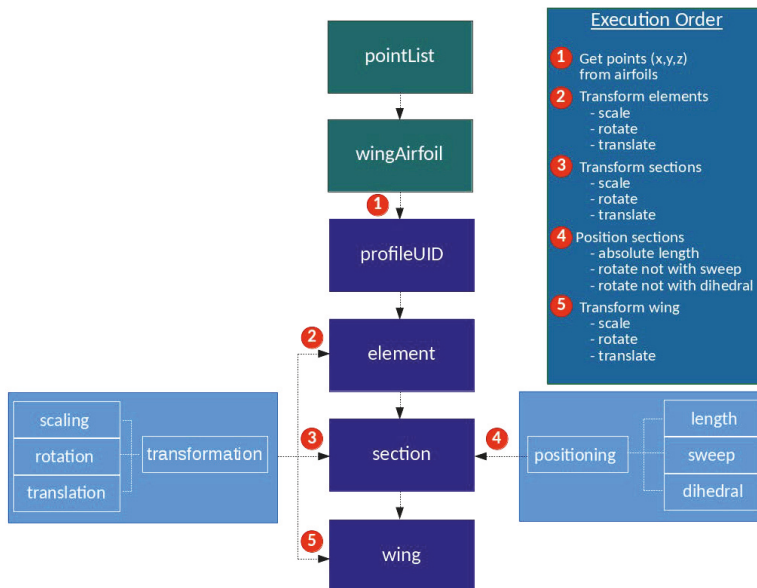 Execution Order
1 Get points (x,y,z)
from airfoils
2 Transform elements
- scale
- rotate
- translate
3 Transform sections
- scale
- rotate
- translate
4 Position sections
- absolute length
- rotate not with sweep
- rotate not with dihedral
5 Transform wing
- scale
- rotate
- translate
pointList
wingAirfoil
1
profileUID
2
element
scaling
rotation
translation
transformation
3
section
4
positioning
length
sweep
dihedral
5
wing